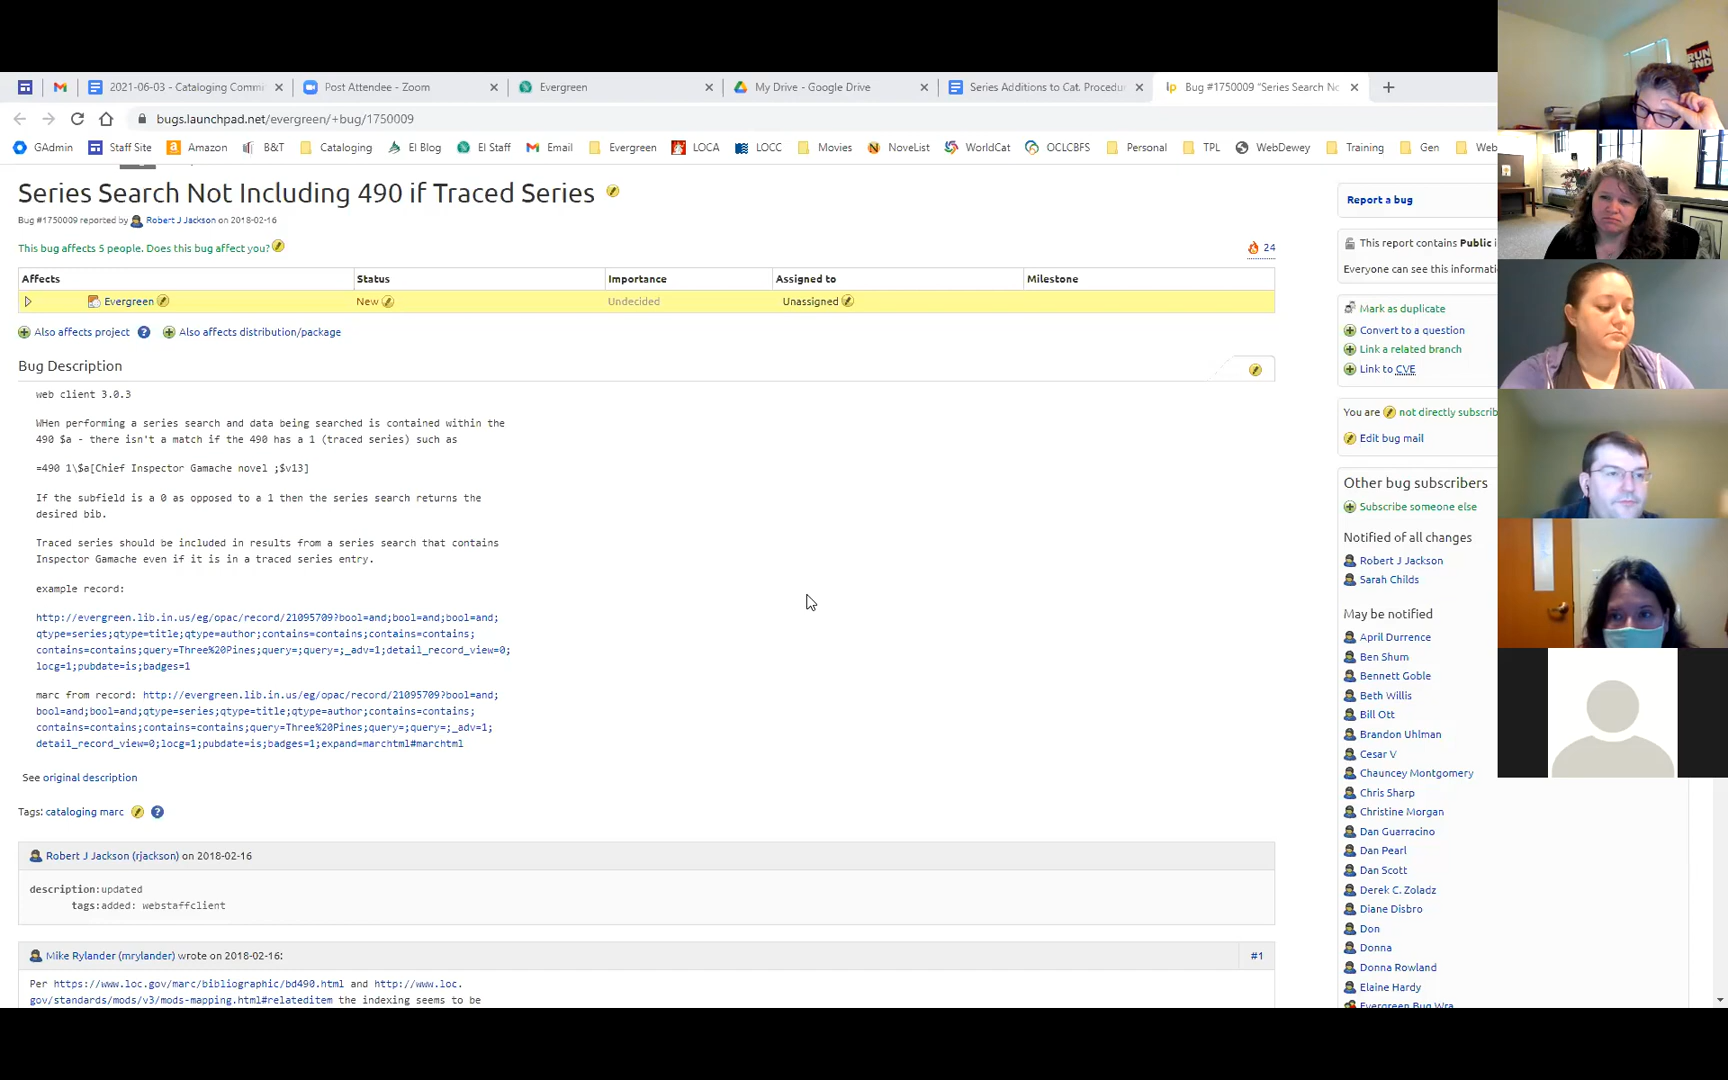 2021-06-03 - Cataloging Commi
Post Attendee - Zoom
Evergreen
My Drive - Google Drive
Series Additions to Cat. Procedu
Bug #1750009 "Series Search No
bugs.launchpad.net/evergreen/+bug/1750009
GAdmin
Staff Site
Amazon
B&T
Cataloging
EI Blog
EI Staff
Email
Evergreen
LOCA
LOCC
Movies
NoveList
WorldCat
OCLCBFS
Personal
TPL
WebDewey
Training
Gen
Web
Series Search Not Including 490 if Traced Series
Bug #1750009 reported by Robert J Jackson on 2018-02-16
This bug affects 5 people. Does this bug affect you?
24
Affects Status Importance Assigned to Milestone
Evergreen New Undecided Unassigned
Also affects project Also affects distribution/package
Bug Description
web client 3.0.3
WHen performing a series search and data being searched is contained within the
490 $a - there isn't a match if the 490 has a 1 (traced series) such as
=490 1\$a[Chief Inspector Gamache novel ;$v13]
If the subfield is a 0 as opposed to a 1 then the series search returns the
desired bib.
Traced series should be included in results from a series search that contains
Inspector Gamache even if it is in a traced series entry.
example record:
http://evergreen.lib.in.us/eg/opac/record/21095709?bool=and;bool=and;bool=and;
qtype=series;qtype=title;qtype=author;contains=contains;contains=contains;
contains=contains;query=Three%20Pines;query=;query=;_adv=1;detail_record_view=0;
locg=1;pubdate=is;badges=1
marc from record: http://evergreen.lib.in.us/eg/opac/record/21095709?bool=and;
bool=and;bool=and;qtype=series;qtype=title;qtype=author;contains=contains;
contains=contains;contains=contains;query=Three%20Pines;query=;query=;_adv=1;
detail_record_view=0;locg=1;pubdate=is;badges=1;expand=marchtml#marchtml
See original description
Tags: cataloging marc
Robert J Jackson (rjackson) on 2018-02-16
description:updated
tags:added: webstaffclient
Mike Rylander (mrylander) wrote on 2018-02-16:
#1
Per https://www.loc.gov/marc/bibliographic/bd490.html and http://www.loc.
gov/standards/mods/v3/mods-mapping.html#relateditem the indexing seems to be
Report a bug
This report contains Public i
Everyone can see this informati
Mark as duplicate
Convert to a question
Link a related branch
Link to CVE
You are not directly subscrib
Edit bug mail
Other bug subscribers
Subscribe someone else
Notified of all changes
Robert J Jackson
Sarah Childs
May be notified
April Durrence
Ben Shum
Bennett Goble
Beth Willis
Bill Ott
Brandon Uhlman
Cesar V
Chauncey Montgomery
Chris Sharp
Christine Morgan
Dan Guarracino
Dan Pearl
Dan Scott
Derek C. Zoladz
Diane Disbro
Don
Donna
Donna Rowland
Elaine Hardy
Evergreen Bug Wra